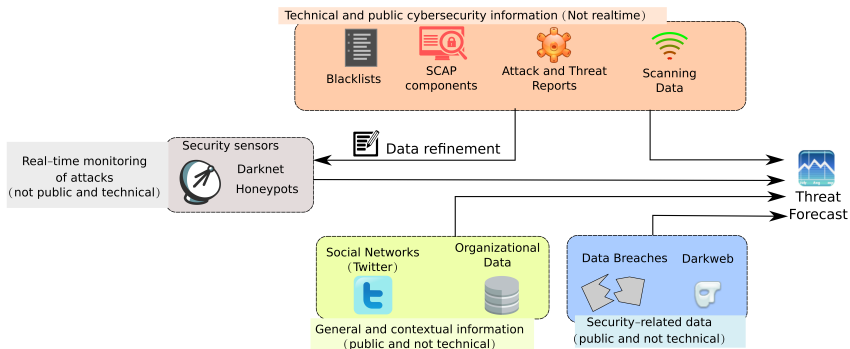 Technical and public cybersecurity information (Not realtime)
Blacklists
SCAP
components
Attack and Threat
Reports
Scanning
Data
Security sensors
Darknet
Honeypots
Real-time monitoring
of attacks
(not public and technical)
Data refinement
Threat
Forecast
Social Networks
(Twitter)
Organizational
Data
General and contextual information
(public and not technical)
Data Breaches
Darkweb
Security-related data
(public and not technical)